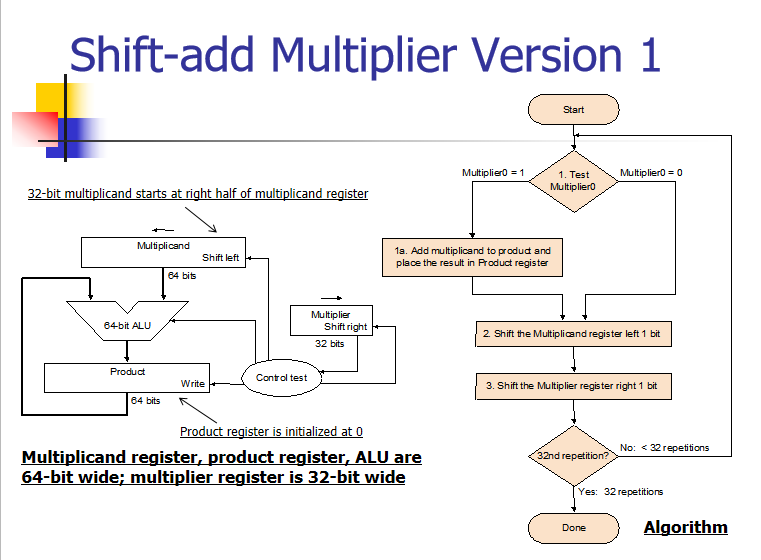 Shift-add Multiplier Version 1
32-bit multiplicand starts at right half of multiplicand register
Multiplicand
Shift left
64 bits
64-bit ALU
Multiplier
Shift right
32 bits
Product
Write
Control test
64 bits
Product register is initialized at 0
Multiplicand register, product register, ALU are
64-bit wide; multiplier register is 32-bit wide
Start
Multiplier0 = 1
1. Test
Multiplier0
Multiplier0 = 0
1a. Add multiplicand to product and
place the result in Product register
2. Shift the Multiplicand register left 1 bit
3. Shift the Multiplier register right 1 bit
32nd repetition?
No: < 32 repetitions
Yes: 32 repetitions
Done
Algorithm